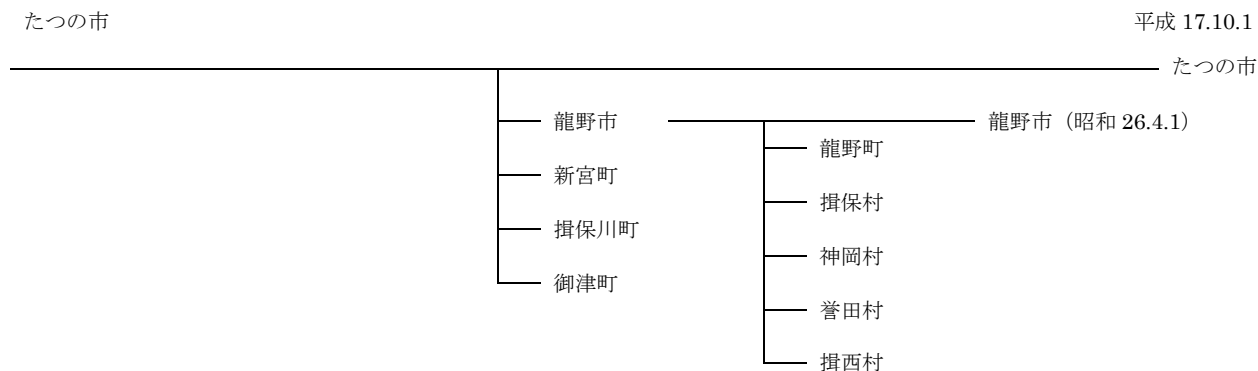 たつの市 平成 17.10.1
たつの市
龍野市 龍野市（昭和 26.4.1）
龍野町
新宮町
揖保村
揖保川町
神岡村
御津町
誉田村
揖西村